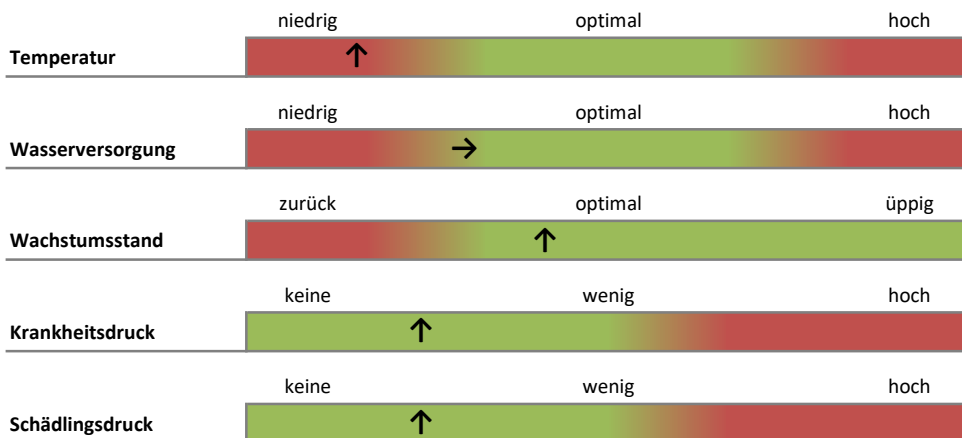 niedrig optimal hoch
Temperatur
niedrig optimal hoch
Wasserversorgung
zurück optimal üppig
Wachstumsstand
keine wenig hoch
Krankheitsdruck
keine wenig hoch
Schädlingsdruck